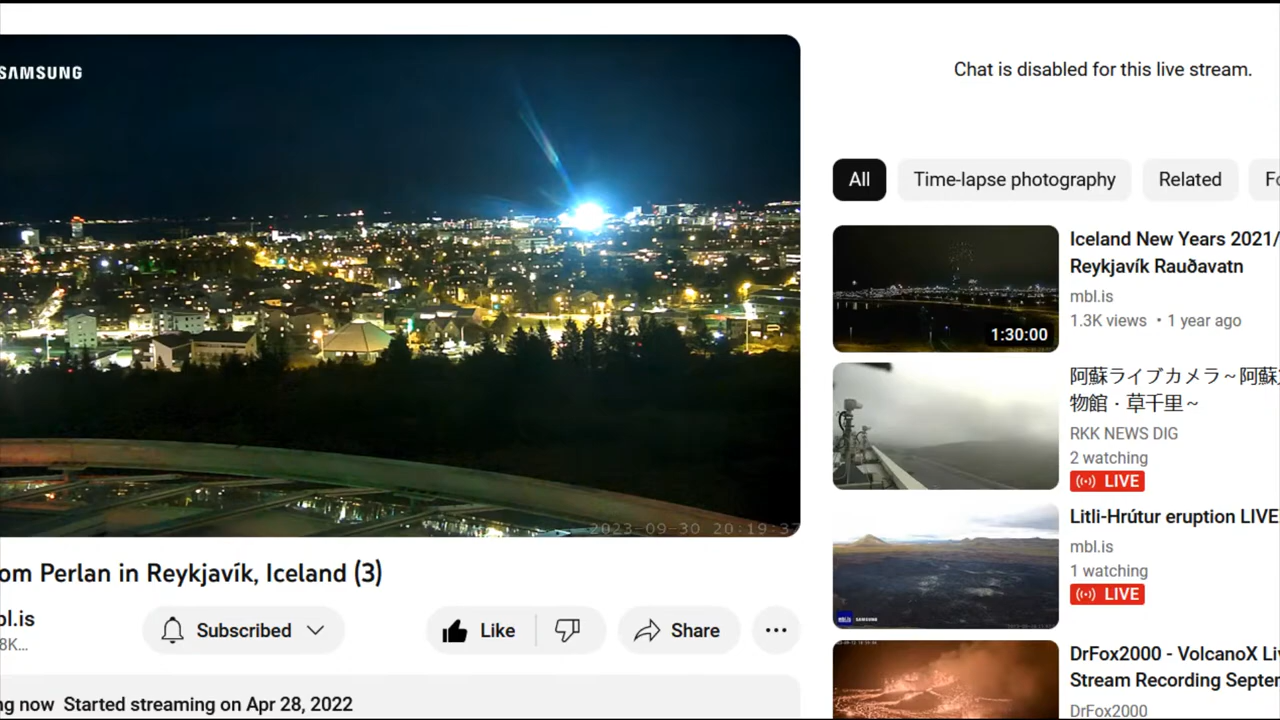 SAMSUNG
2023-09-30 20:19:37
om Perlan in Reykjavík, Iceland (3)
bl.is
8K...
Subscribed
Like
Share
ng now Started streaming on Apr 28, 2022
Chat is disabled for this live stream.
All
Time-lapse photography
Related
Fo
Iceland New Years 2021/
Reykjavík Rauðavatn
mbl.is
1.3K views • 1 year ago
1:30:00
阿蘇ライブカメラ～阿蘇
物館・草千里～
RKK NEWS DIG
2 watching
LIVE
Litli-Hrútur eruption LIVE
mbl.is
1 watching
LIVE
SAMSUNG
DrFox2000 - VolcanoX Li
Stream Recording Septe
DrFox2000